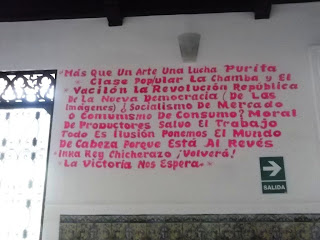 •Más Que Un Arte Una Lucha Purita
• Clase Popular La Chamba y El
• Vacilón La Revolución República
De La Nueva Democracia (De Las
Imágenes) ¿ Socialismo De Mercado
O Comunismo De Consumo? Moral
De Productores Salvo El Trabajo
Todo Es Ilusión Ponemos El Mundo
De Cabeza Porque Está Al Revés
•Inka Rey Chicherazo ¡Volverá!
•La Victoria Nos Espera•
SALIDA